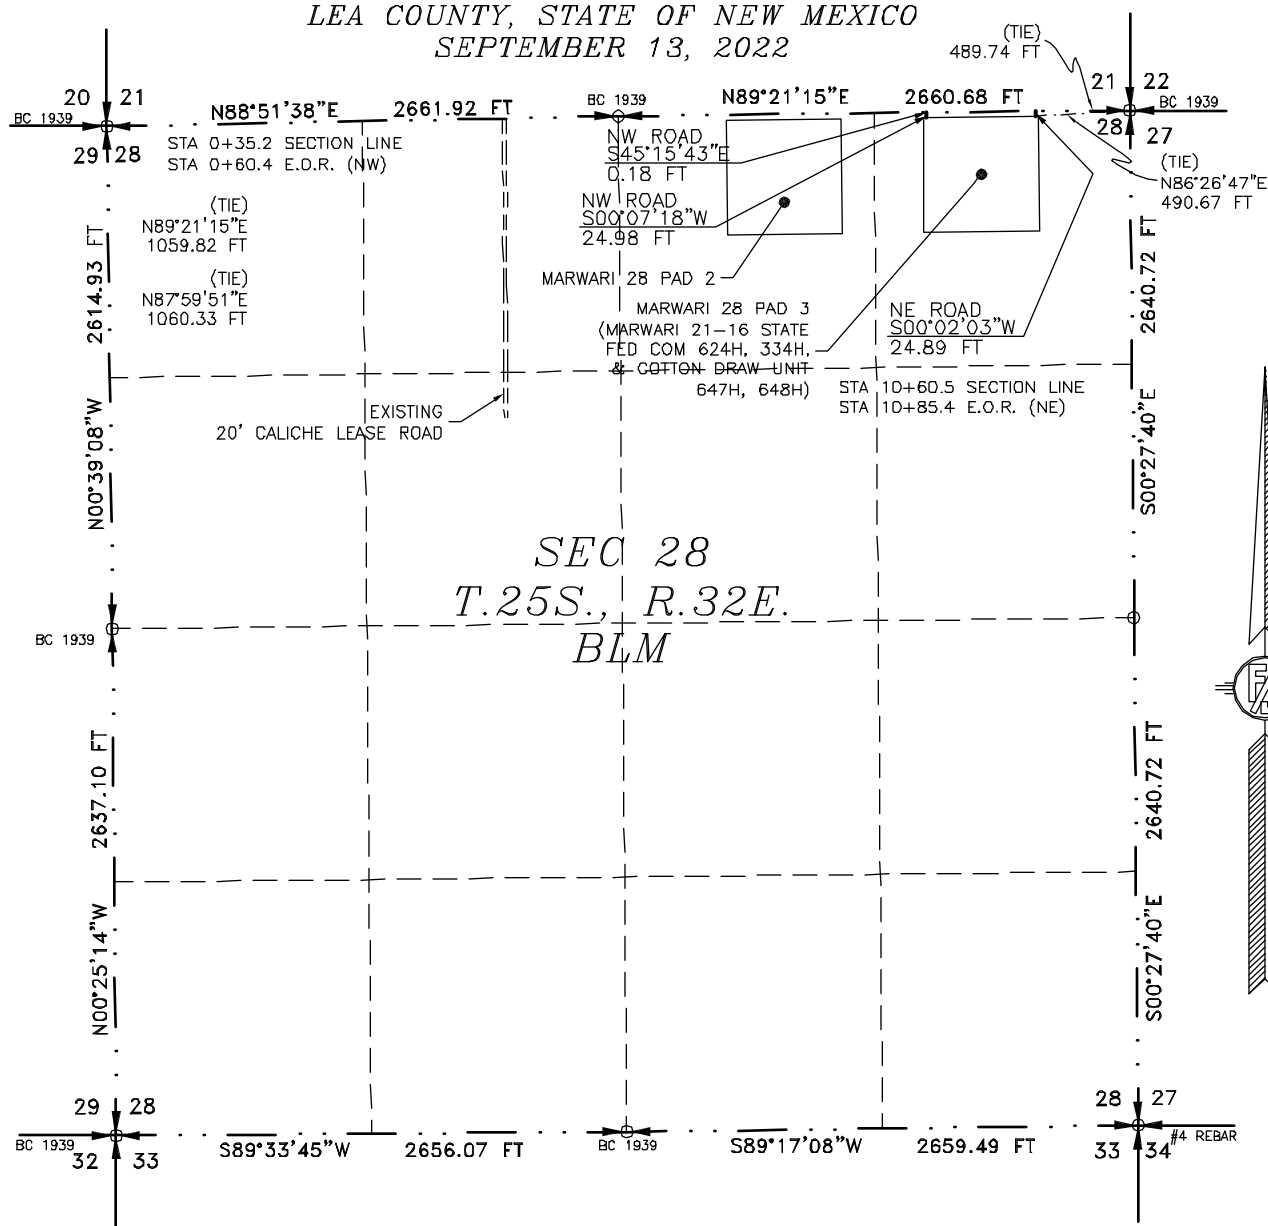 LEA COUNTY, STATE OF NEW MEXICO
SEPTEMBER 13, 2022
(TIE)
489.74 FT
20 21
BC 1939
29 28
N88°51'38"E 2661.92 FT
BC 1939
N89°21'15"E 2660.68 FT
21 22
BC 1939
28 27
STA 0+35.2 SECTION LINE
STA 0+60.4 E.O.R. (NW)
NW ROAD
S45°15'43"E
0.18 FT
(TIE)
N86°26'47"E
490.67 FT
(TIE)
N89°21'15"E
1059.82 FT
NW ROAD
S00°07'18"W
24.98 FT
(TIE)
N87°59'51"E
1060.33 FT
MARWARI 28 PAD 2
MARWARI 28 PAD 3
(MARWARI 21-16 STATE
FED COM 624H, 334H,
& COTTON DRAW UNIT
647H, 648H)
NE ROAD
S00°02'03"W
24.89 FT
STA 10+60.5 SECTION LINE
STA 10+85.4 E.O.R. (NE)
EXISTING
20' CALICHE LEASE ROAD
N00°39'08"W 2614.93 FT
S00°27'40"E 2640.72 FT
SEC 28
T.25S., R.32E.
BLM
BC 1939
N00°25'14"W 2637.10 FT
S00°27'40"E 2640.72 FT
29 28
BC 1939
32 33
S89°33'45"W 2656.07 FT
BC 1939
S89°17'08"W 2659.49 FT
28 27
#4 REBAR
33 34